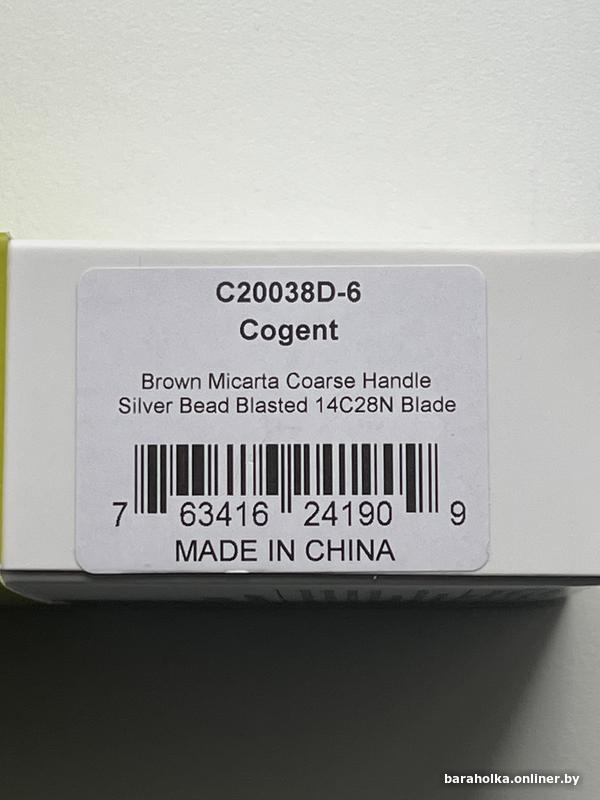 C20038D-6
Cogent
Brown Micarta Coarse Handle
Silver Bead Blasted 14C28N Blade
7 63416 24190 9
MADE IN CHINA
baraholka.onliner.by